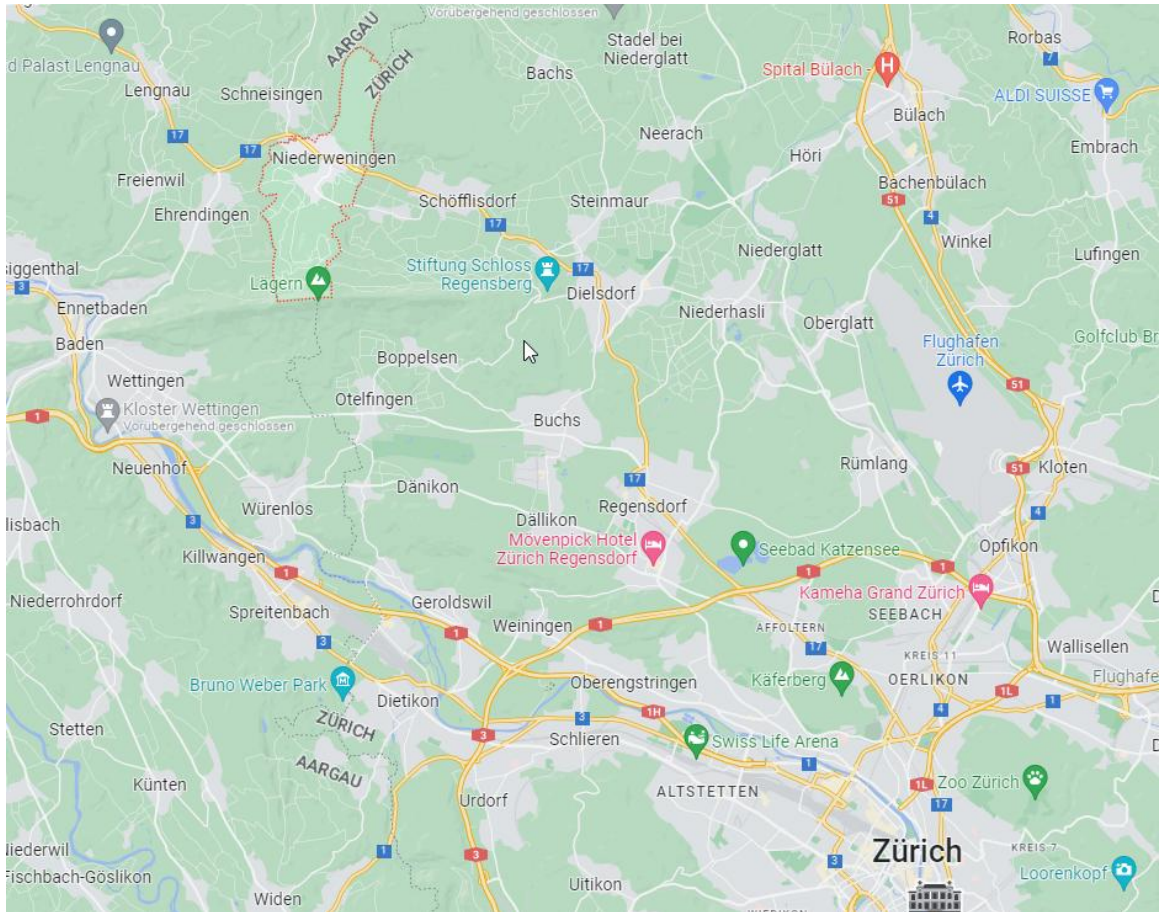 Vorübergehend geschlossen
AARGAU
ZÜRICH
Stadel bei
Niederglatt
Rorbas
7
d Palast Lengnau
Lengnau
Schneisingen
Bachs
Spital Bülach
H
ALDI SUISSE
Bülach
17
17
Neerach
Höri
Embrach
Niederweningen
Freienwil
Ehrendingen
Schöfflisdorf
Steinmaur
Bachenbülach
51
4
17
Winkel
Niederglatt
Lufingen
iggenthal
3
Lagern
Stiftung Schloss
Regensberg
17
Dielsdorf
Ennetbaden
Niederhasli
Oberglatt
Baden
Boppelsen
Flughafen
Zürich
Golfclub Br
Wettingen
Otelfingen
51
1
Kloster Wettingen
Vorübergehend geschlossen
Buchs
Neuenhof
Dänikon
17
Rümlang
51
Kloten
Würenlos
Regensdorf
lisbach
3
Dällikon
4
Mövenpick Hotel
Zürich Regensdorf
Seebad Katzensee
Opfikon
Killwangen
1
1
1
Kameha Grand Zürich
Niederrohrdorf
Spreitenbach
Geroldswil
Weiningen
1
SEEBACH
AFFOLTERN
1
3
17
KREIS 11
Wallisellen
Bruno Weber Park
Oberengstringen
Käferberg
OERLIKON
Flughafe
Dietikon
1L
1
ZÜRICH
1H
3
4
Stetten
3
Schlieren
Swiss Life Arena
AARGAU
1
Künten
Urdorf
ALTSTETTEN
1L
Zoo Zürich
17
1
3
Zürich
3
KREIS 7
Niederwil
Fischbach-Göslikon
Loorenkopf
Widen
Uitikon